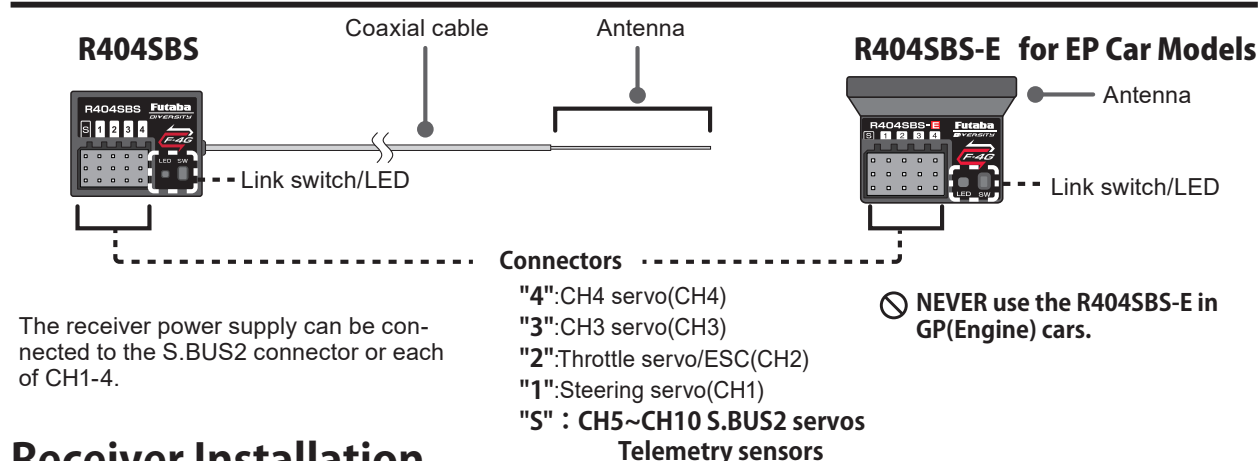 R404SBS
Coaxial cable
Antenna
R404SBS-E for EP Car Models
Antenna
R404SBS Futaba
DIVERSITY
S 1 2 3 4
F-4G
LED SW
Link switch/LED
R404SBS-E Futaba
DIVERSITY
S 1 2 3 4
F-4G
LED SW
Link switch/LED
Connectors
"4":CH4 servo(CH4)
"3":CH3 servo(CH3)
"2":Throttle servo/ESC(CH2)
"1":Steering servo(CH1)
"S" : CH5~CH10 S.BUS2 servos
Telemetry sensors
NEVER use the R404SBS-E in
GP(Engine) cars.
The receiver power supply can be con-
nected to the S.BUS2 connector or each
of CH1-4.
Receiver Installation